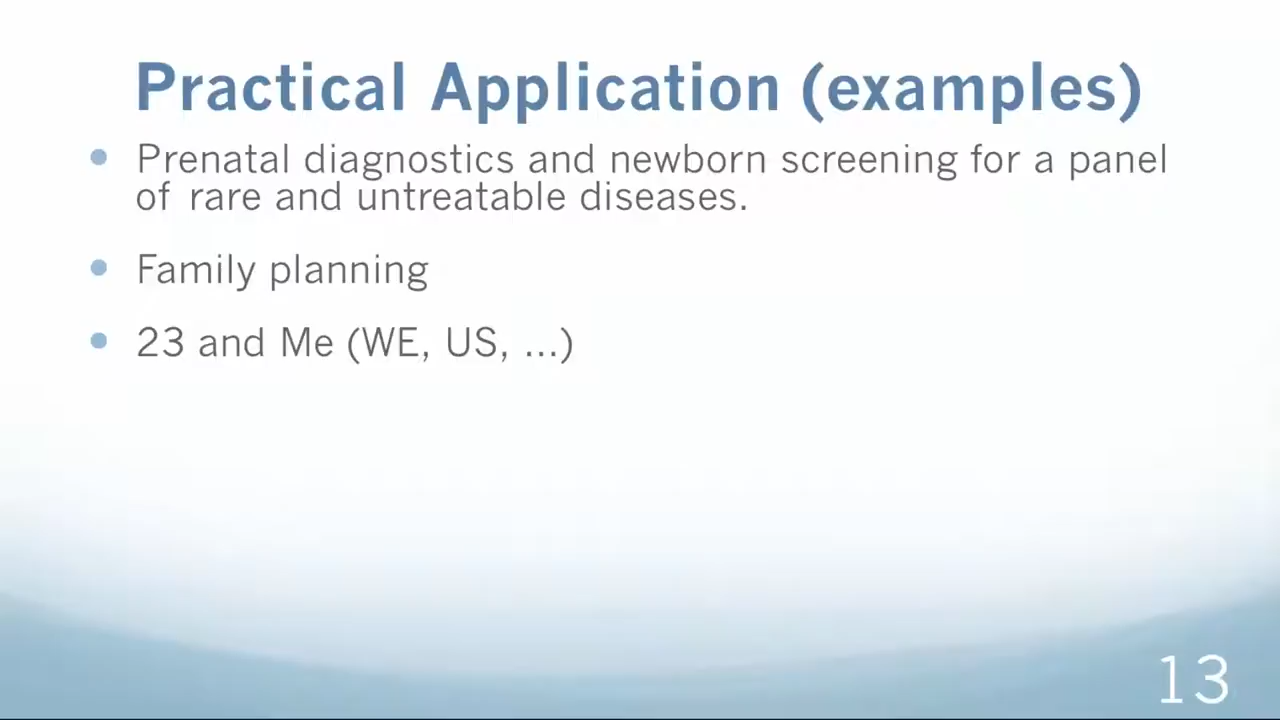 Practical Application (examples)
Prenatal diagnostics and newborn screening for a panel
of rare and untreatable diseases.
Family planning
23 and Me (WE, US, ...)
13